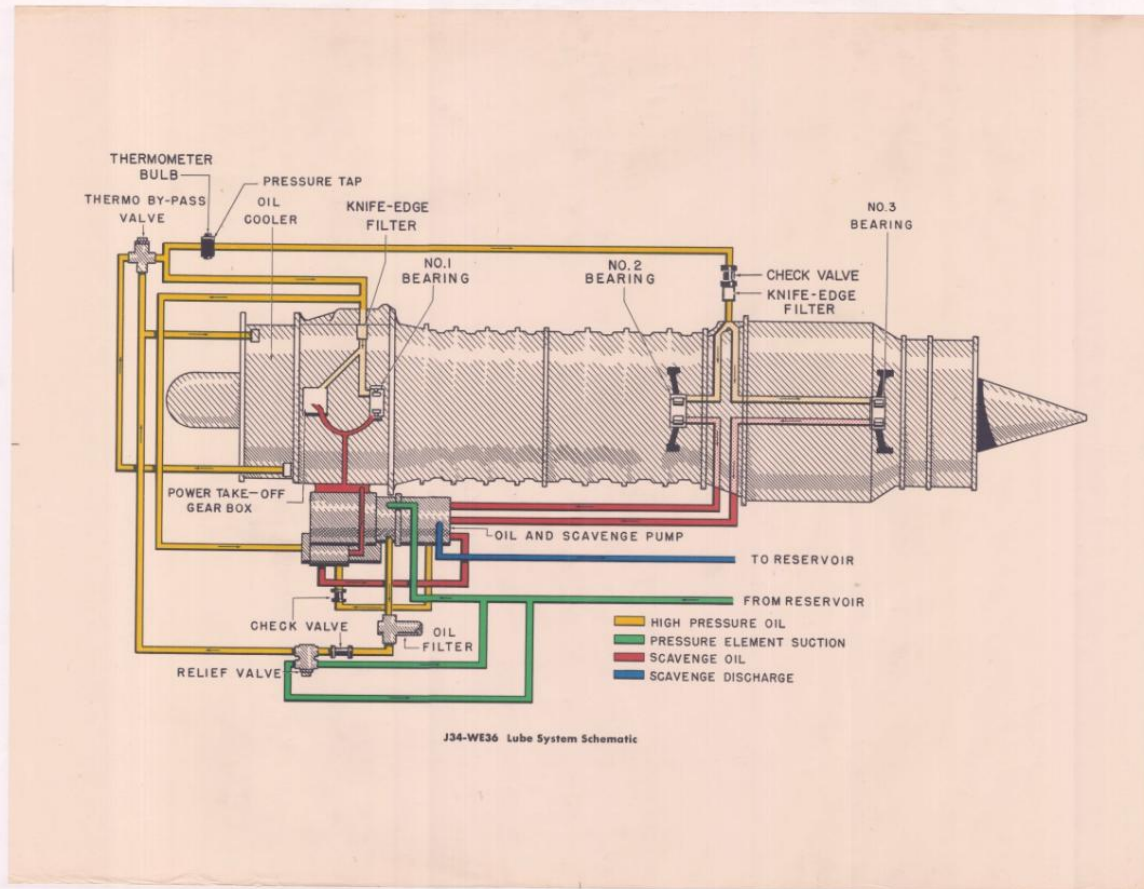 THERMOMETER
BULB
PRESSURE TAP
THERMO BY-PASS
VALVE
OIL
COOLER
KNIFE-EDGE
FILTER
NO.1
BEARING
NO.2
BEARING
NO.3
BEARING
CHECK VALVE
KNIFE-EDGE
FILTER
POWER TAKE-OFF
GEAR BOX
OIL AND SCAVENGE PUMP
TO RESERVOIR
FROM RESERVOIR
CHECK VALVE
OIL
FILTER
RELIEF VALVE
HIGH PRESSURE OIL
PRESSURE ELEMENT SUCTION
SCAVENGE OIL
SCAVENGE DISCHARGE
J34-WE36 Lube System Schematic